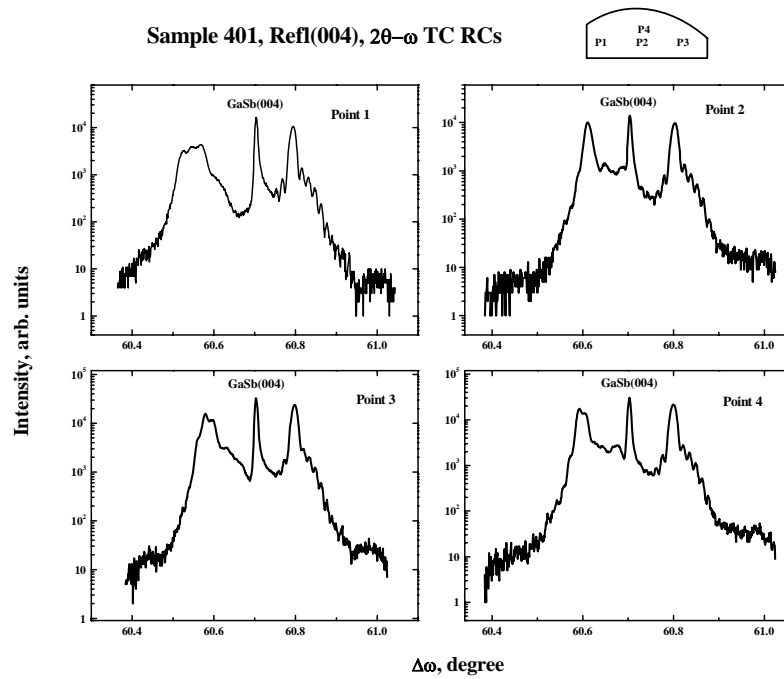 Sample 401, Refl(004), 2θ−ω TC RCs
P4
P1 P2 P3
GaSb(004)
Point 1
10⁴
10³
10²
10
1
60.4 60.6 60.8 61.0
GaSb(004)
Point 2
10⁴
10³
10²
10
1
60.4 60.6 60.8 61.0
Intensity, arb. units
GaSb(004)
Point 3
10⁵
10⁴
10³
10²
10
1
60.4 60.6 60.8 61.0
GaSb(004)
Point 4
10⁵
10⁴
10³
10²
10
1
60.4 60.6 60.8 61.0
Δω, degree